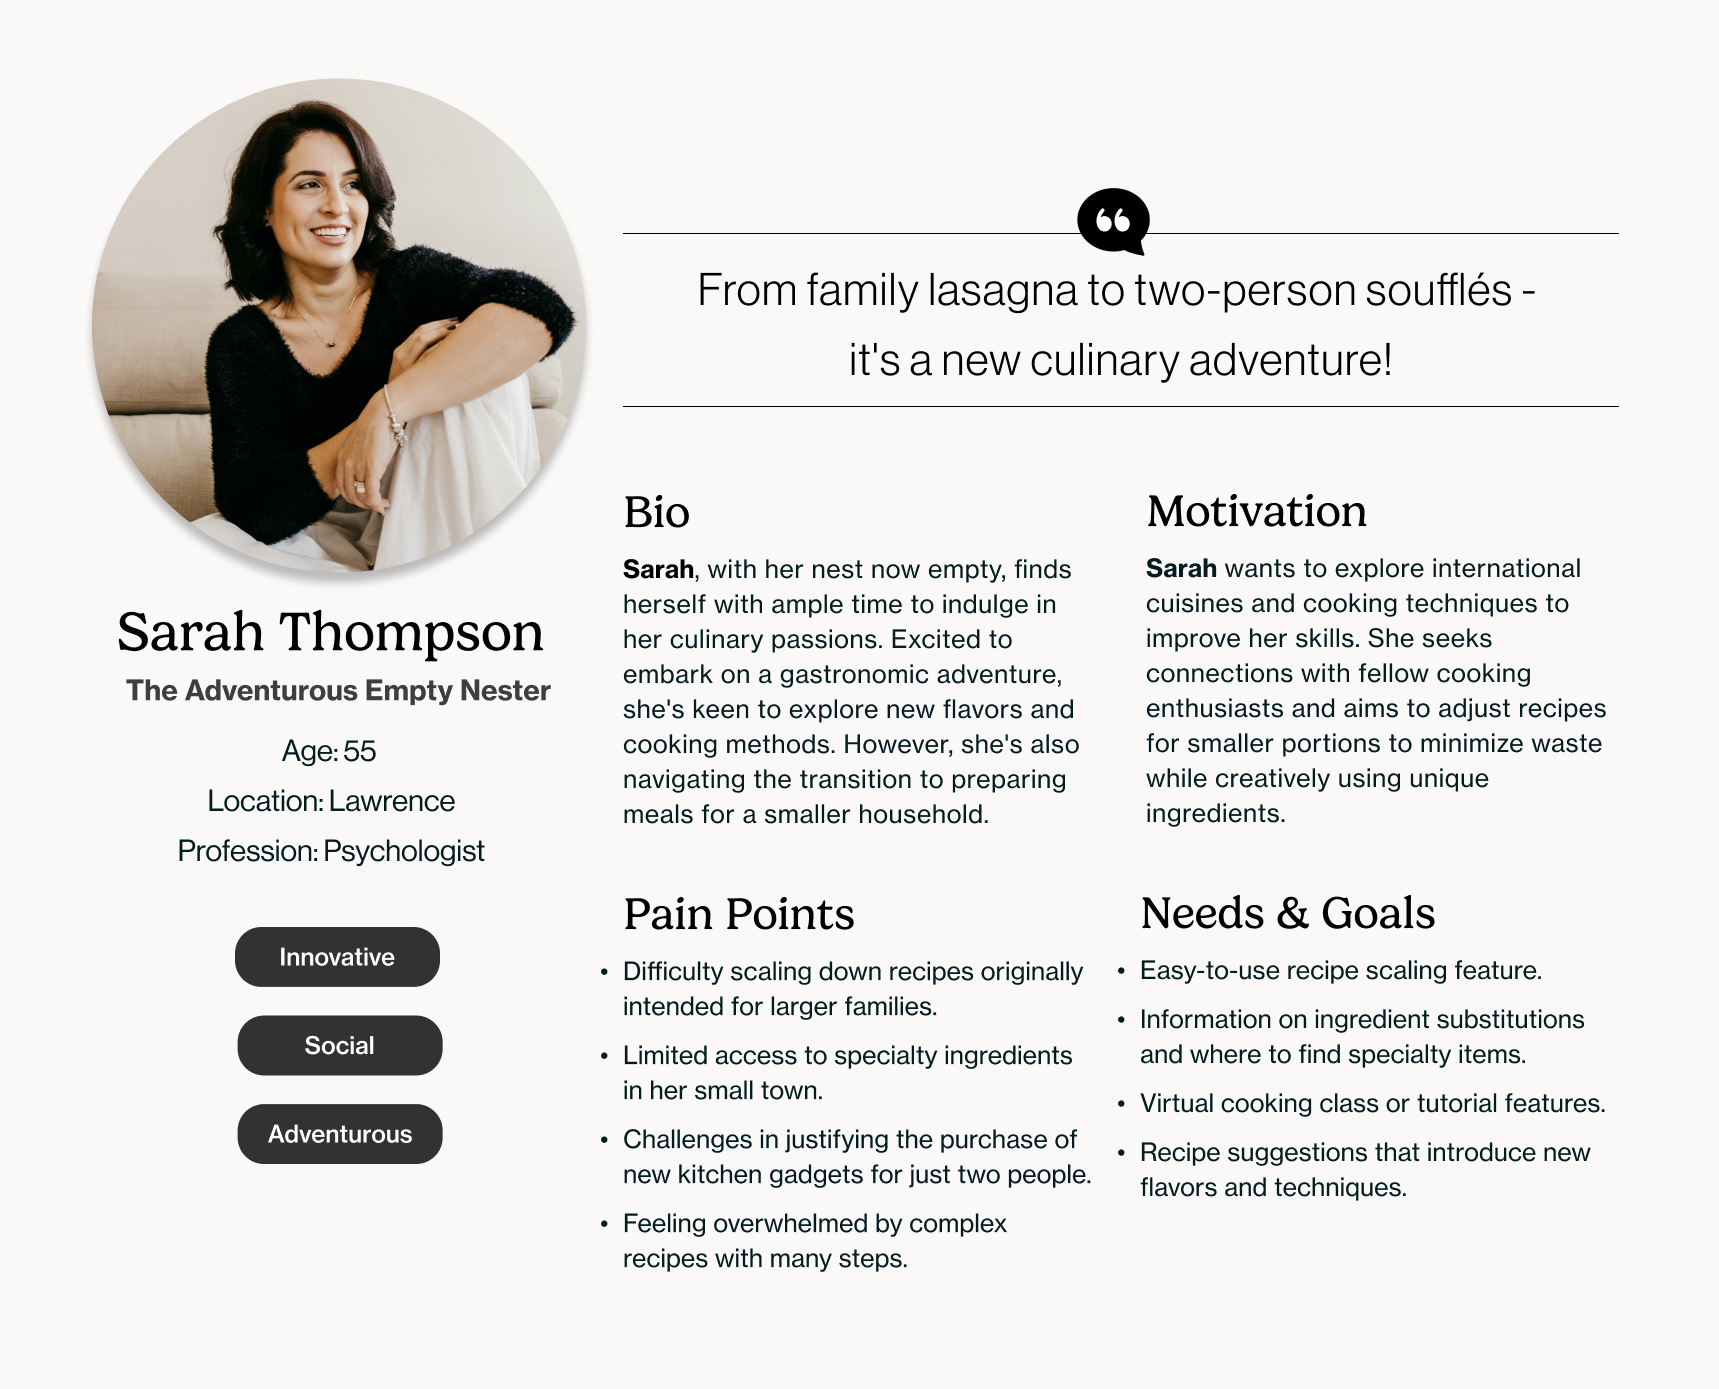 “
From family lasagna to two-person soufflés -
it's a new culinary adventure!
Sarah Thompson
The Adventurous Empty Nester
Age: 55
Location: Lawrence
Profession: Psychologist
Innovative
Social
Adventurous
Bio
Sarah, with her nest now empty, finds
herself with ample time to indulge in
her culinary passions. Excited to
embark on a gastronomic adventure,
she's keen to explore new flavors and
cooking methods. However, she's also
navigating the transition to preparing
meals for a smaller household.
Motivation
Sarah wants to explore international
cuisines and cooking techniques to
improve her skills. She seeks
connections with fellow cooking
enthusiasts and aims to adjust recipes
for smaller portions to minimize waste
while creatively using unique
ingredients.
Pain Points
• Difficulty scaling down recipes originally
intended for larger families.
• Limited access to specialty ingredients
in her small town.
• Challenges in justifying the purchase of
new kitchen gadgets for just two people.
• Feeling overwhelmed by complex
recipes with many steps.
Needs & Goals
• Easy-to-use recipe scaling feature.
• Information on ingredient substitutions
and where to find specialty items.
• Virtual cooking class or tutorial features.
• Recipe suggestions that introduce new
flavors and techniques.